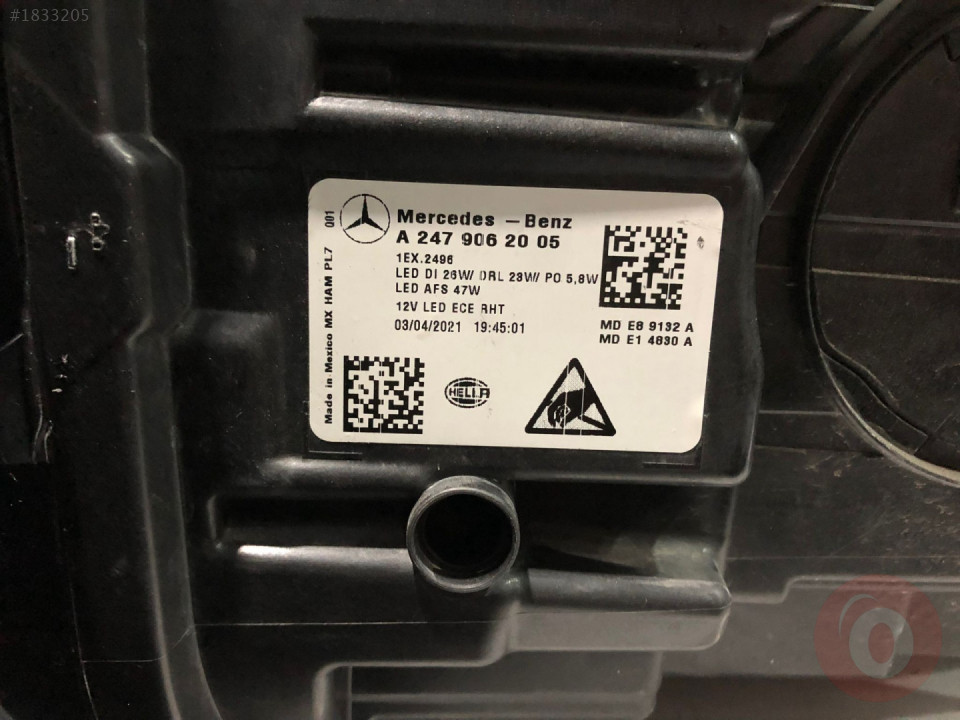 #1833205
Mercedes - Benz
A 247 906 20 05
1EX.2496
LED DI 26W/ DRL 23W/ PO 5,8W
LED AFS 47W
12V LED ECE RHT
03/04/2021 19:45:01
MD E8 9132 A
MD E1 4830 A
HELLA
Made in Mexico MX HAM PL7 001